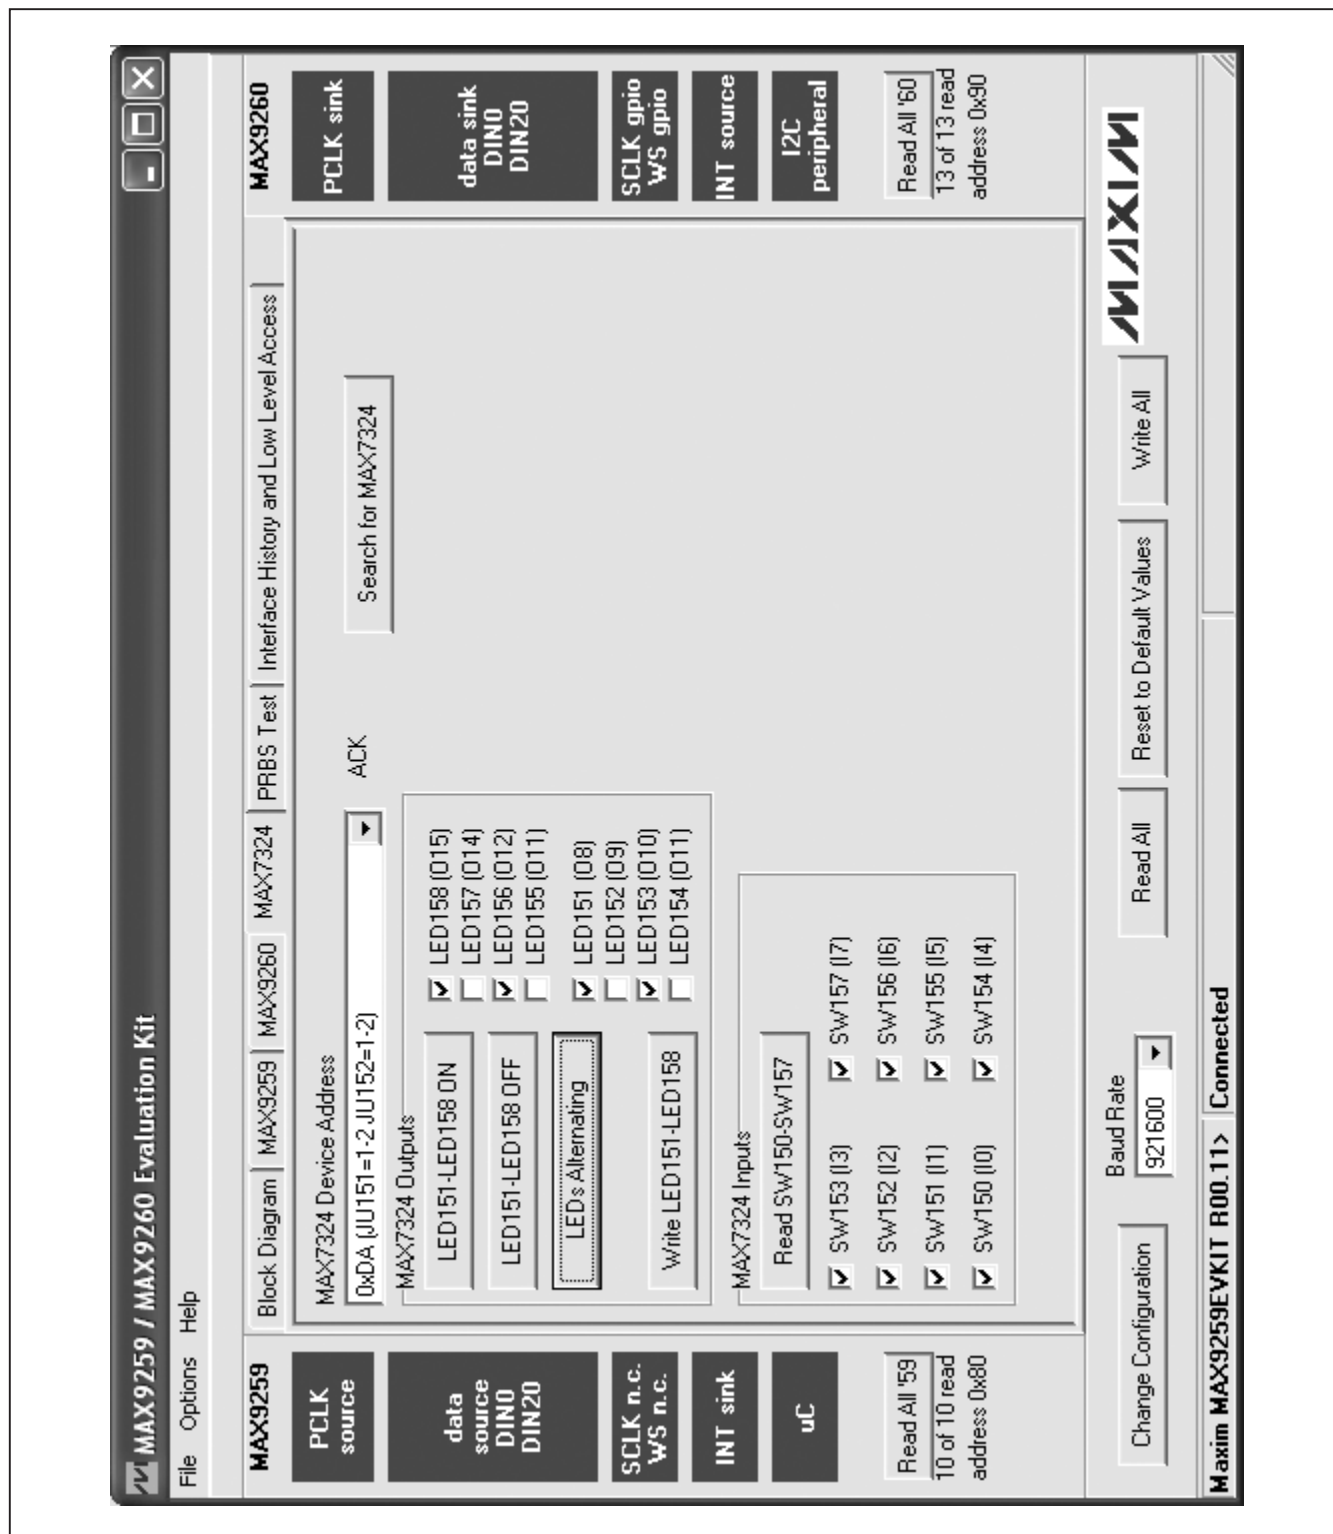 MAX9259 / MAX9260 Evaluation Kit
File Options Help
MAX9259
PCLK
source
data
source
DIN0
DIN20
SCLK n.c.
WS n.c.
INT sink
uC
Read All '59
10 of 10 read
address 0x80
Block Diagram MAX9259 MAX9260 MAX7324 PRBS Test Interface History and Low Level Access
MAX7324 Device Address
0xDA (JU151=1-2 JU152=1-2)
ACK
Search for MAX7324
MAX7324 Outputs
LED151-LED158 ON
LED151-LED158 OFF
LEDs Alternating
Write LED151-LED158
LED158 (O15)
LED157 (O14)
LED156 (O12)
LED155 (O11)
LED151 (O8)
LED152 (O9)
LED153 (O10)
LED154 (O11)
MAX7324 Inputs
Read SW150-SW157
SW153 (I3) SW157 (I7)
SW152 (I2) SW156 (I6)
SW151 (I1) SW155 (I5)
SW150 (I0) SW154 (I4)
MAX9260
PCLK sink
data sink
DIN0
DIN20
SCLK gpio
WS gpio
INT source
I2C
peripheral
Read All '60
13 of 13 read
address 0x90
Change Configuration
Baud Rate
921600
Read All
Reset to Default Values
Write All
MAXIM
Maxim MAX9259EVKIT R00.11> Connected